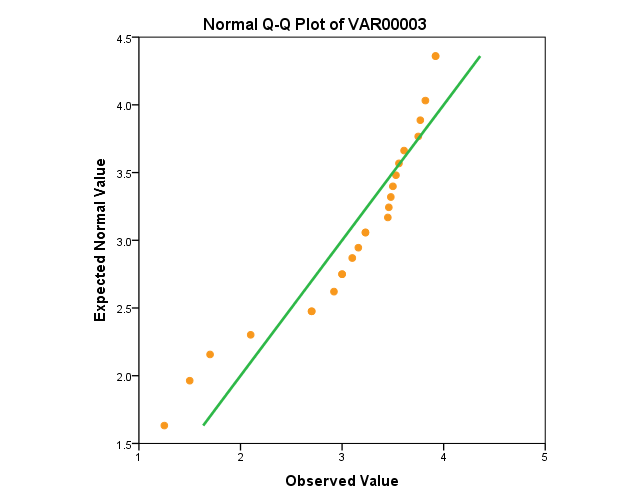 Normal Q-Q Plot of VAR00003
Expected Normal Value
4.5
4.0
3.5
3.0
2.5
2.0
1.5
1 2 3 4 5
Observed Value